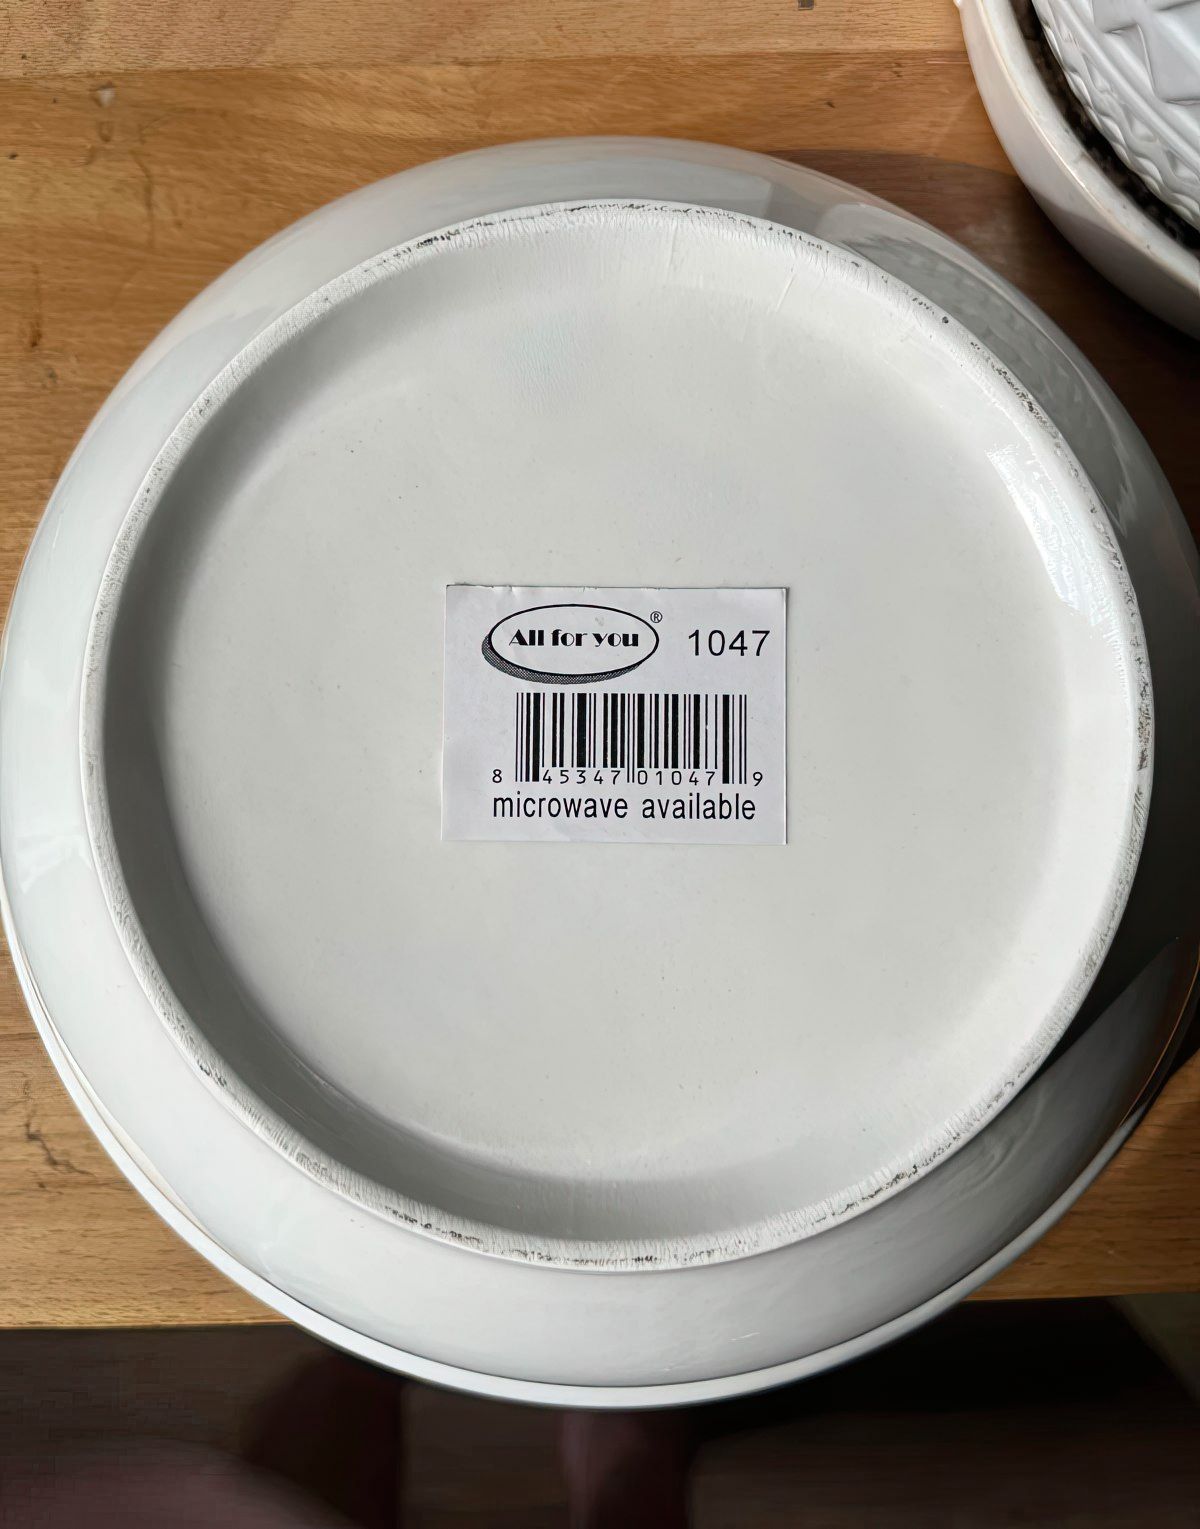 All for you ® 1047
8 45347 01047 9
microwave available